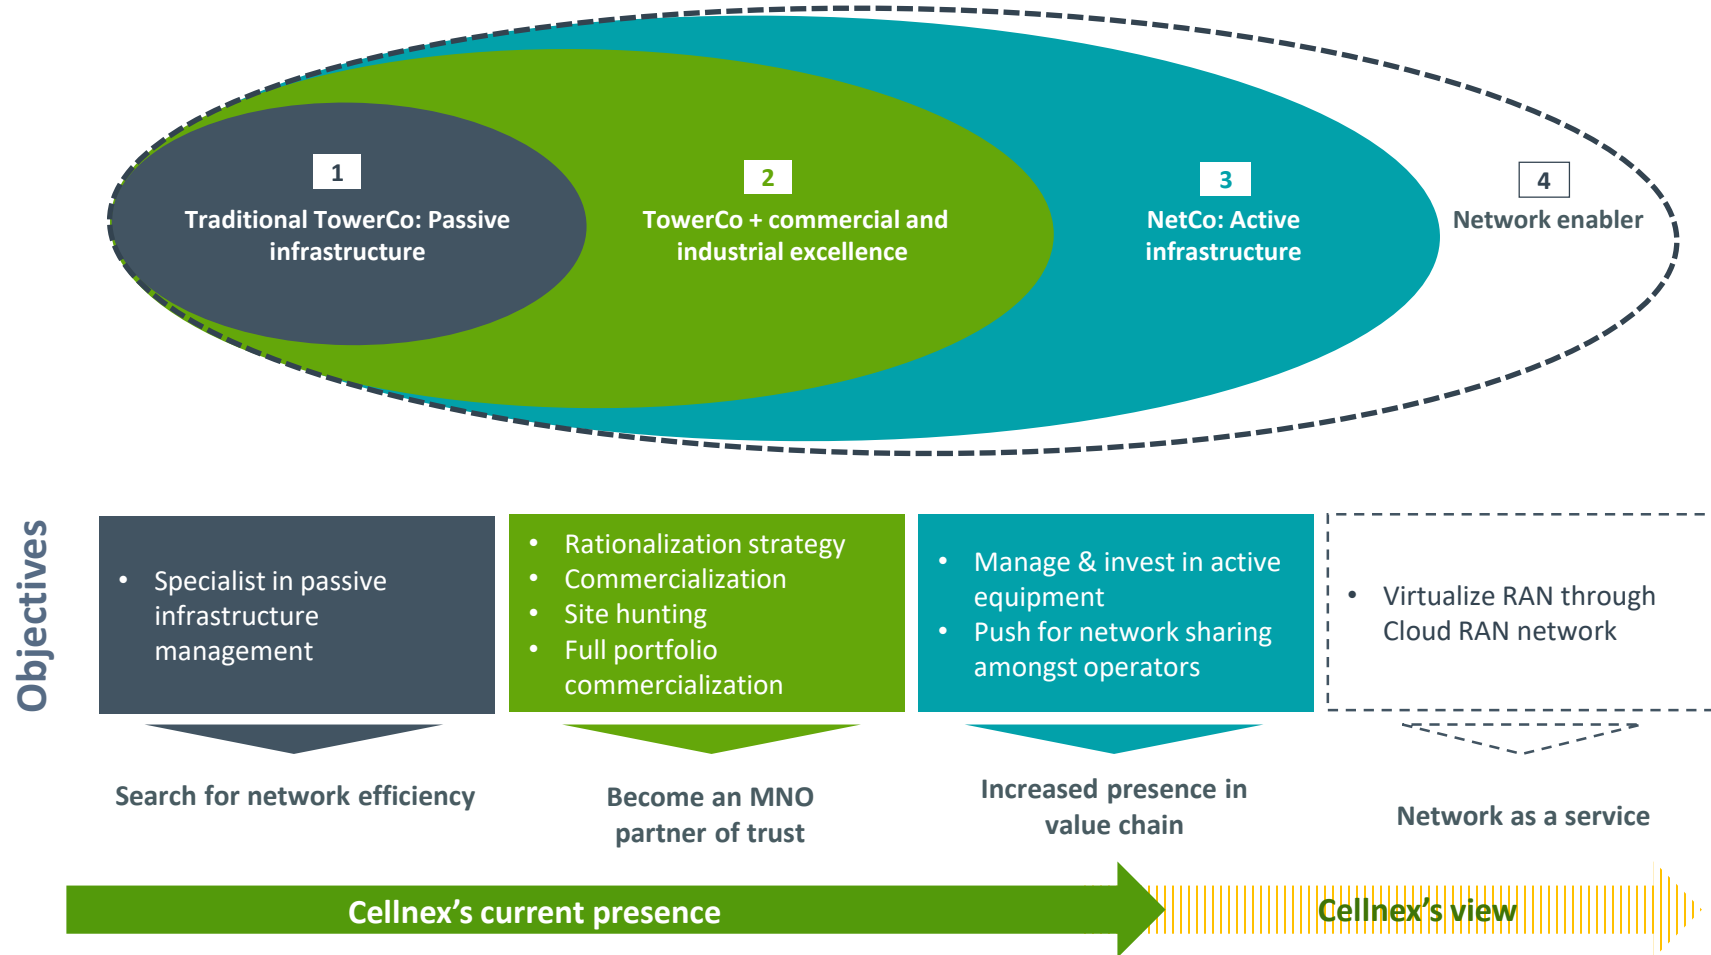 1
Traditional TowerCo: Passive
infrastructure
2
TowerCo + commercial and
industrial excellence
3
NetCo: Active
infrastructure
4
Network enabler
Objectives
• Specialist in passive
infrastructure
management
• Rationalization strategy
• Commercialization
• Site hunting
• Full portfolio
commercialization
• Manage & invest in active
equipment
• Push for network sharing
amongst operators
• Virtualize RAN through
Cloud RAN network
Search for network efficiency
Become an MNO
partner of trust
Increased presence in
value chain
Network as a service
Cellnex's current presence
Cellnex's view